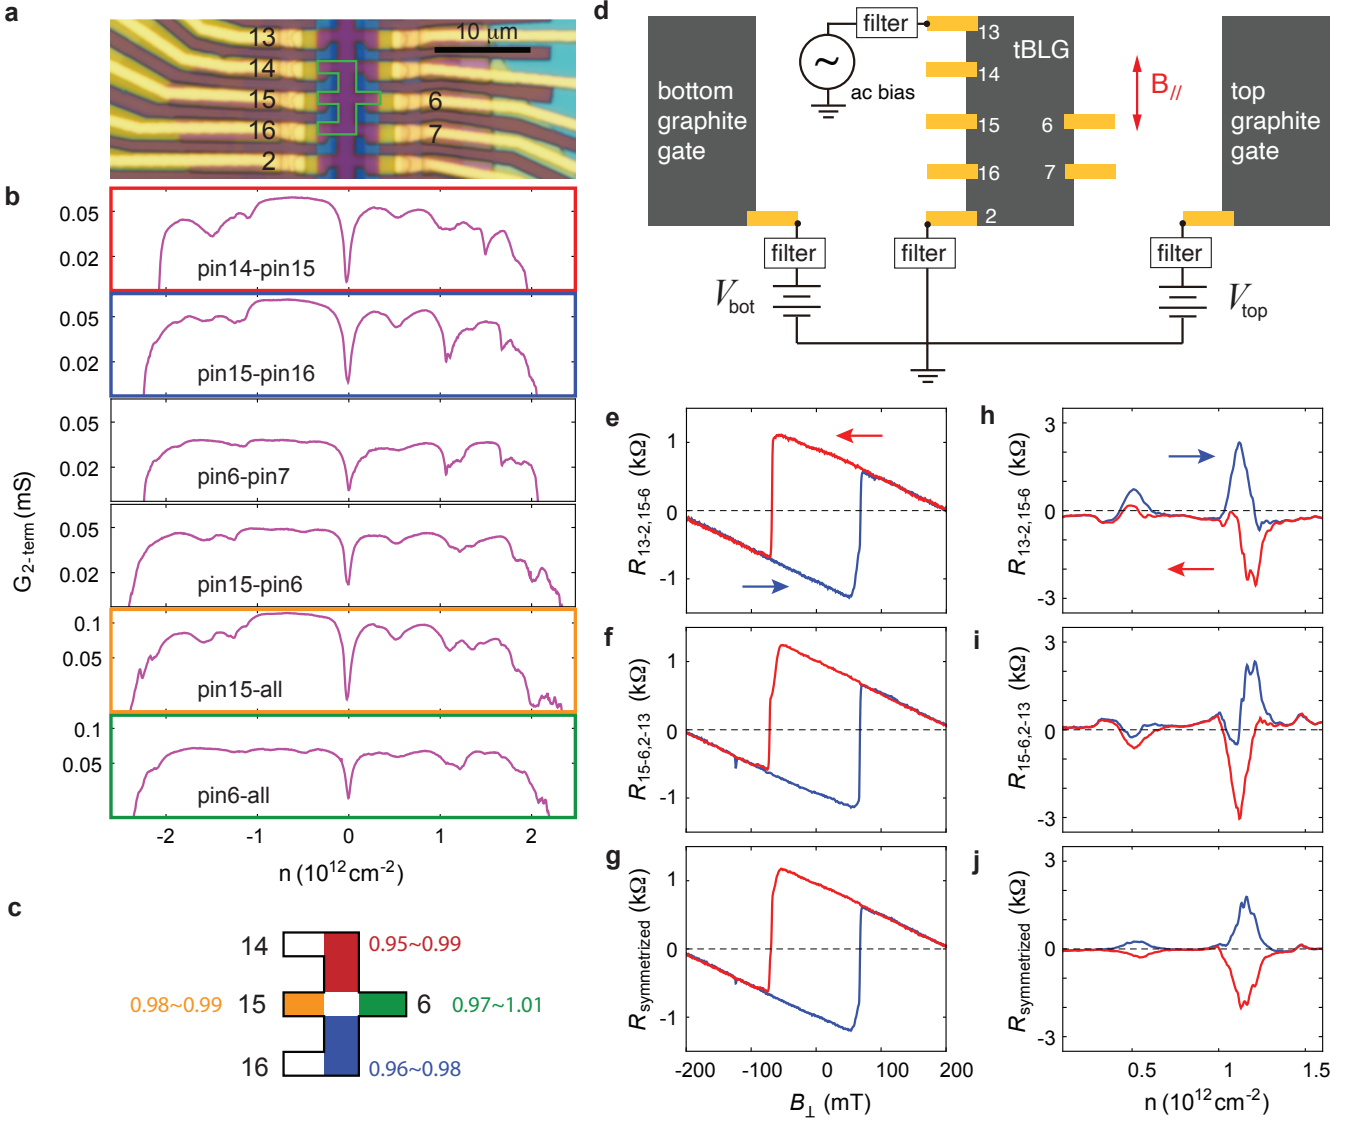 a
13
14
15
16
2
10 μm
6
7
b
0.05
0.02
pin14-pin15
0.05
0.02
pin15-pin16
0.05
0.02
pin6-pin7
0.05
0.02
pin15-pin6
0.1
0.05
pin15-all
0.1
0.05
pin6-all
G2-term (mS)
-2
-1
0
1
2
n (10^12 cm^-2)
c
14
0.95~0.99
0.98~0.99
15
6
0.97~1.01
16
0.96~0.98
d
filter
13
tBLG
14
ac bias
B//
bottom
graphite
gate
top
graphite
gate
15
6
16
7
2
filter
filter
filter
Vbot
Vtop
e
1
0
-1
R13-2,15-6 (kΩ)
f
1
0
-1
R15-6,2-13 (kΩ)
g
1
0
-1
Rsymmetrized (kΩ)
-200
-100
0
100
200
B⊥ (mT)
h
3
0
-3
R13-2,15-6 (kΩ)
i
3
0
-3
R15-6,2-13 (kΩ)
j
3
0
-3
Rsymmetrized (kΩ)
0.5
1
1.5
n (10^12 cm^-2)